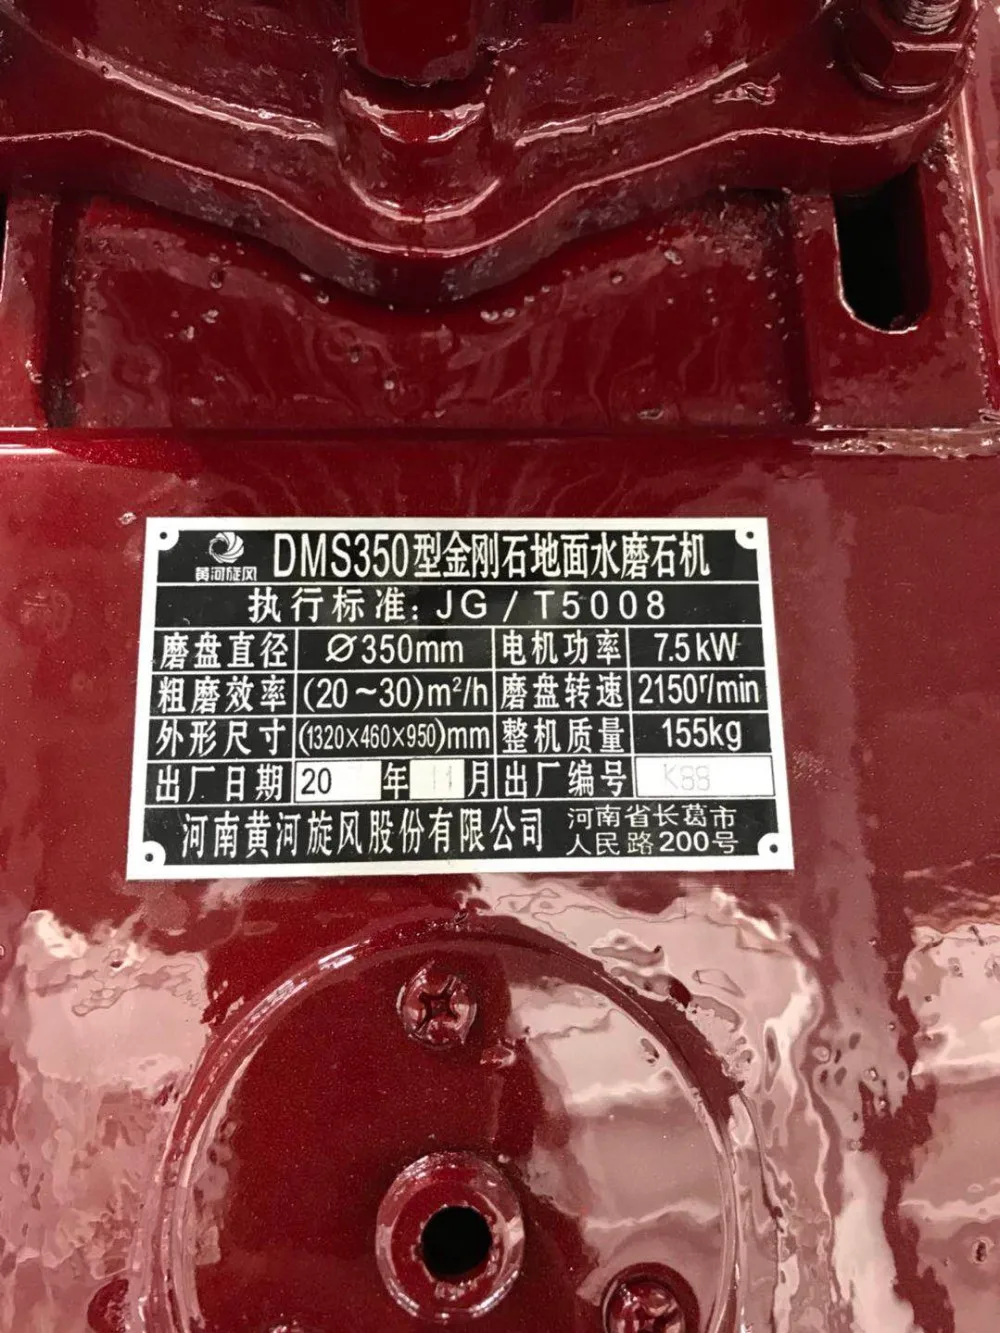 黄河旋风
DMS350型金刚石地面水磨石机
执行标准: JG/T5008
磨盘直径 Ø350mm 电机功率 7.5kW
粗磨效率 (20~30)m²/h 磨盘转速 2150r/min
外形尺寸 (1320×460×950)mm 整机质量 155kg
出厂日期 20 年 11 月 出厂编号 K88
河南黄河旋风股份有限公司 河南省长葛市
人民路200号